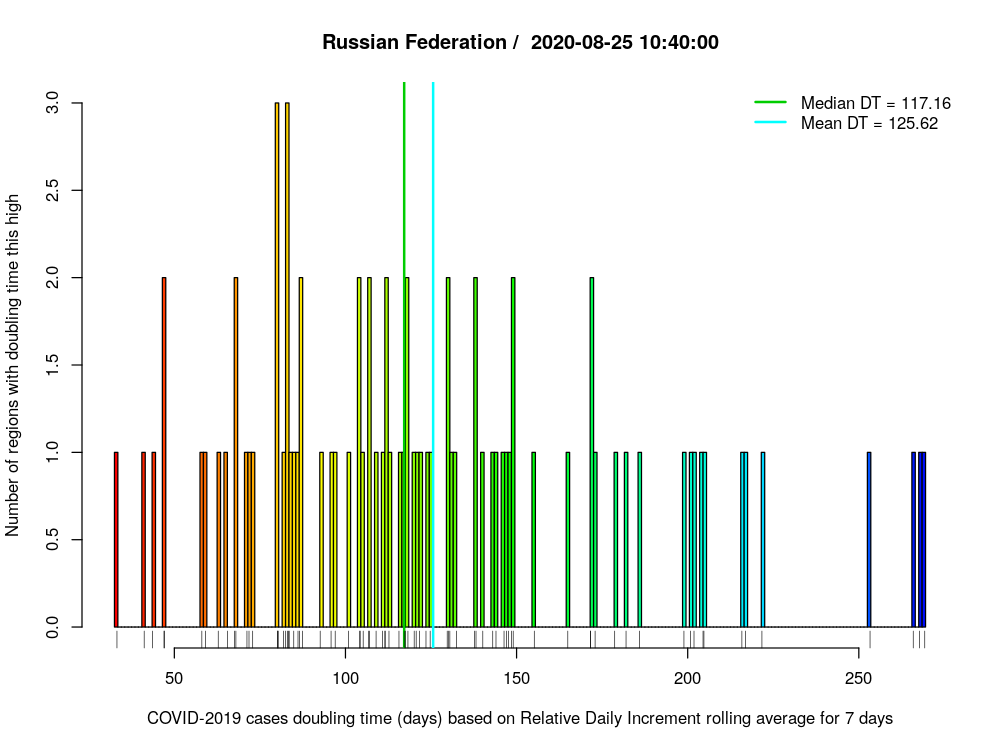 Russian Federation /  2020-08-25 10:40:00
Median DT = 117.16
Mean DT = 125.62
Number of regions with doubling time this high
3.0
2.5
2.0
1.5
1.0
0.5
0.0
50 100 150 200 250
COVID-2019 cases doubling time (days) based on Relative Daily Increment rolling average for 7 days